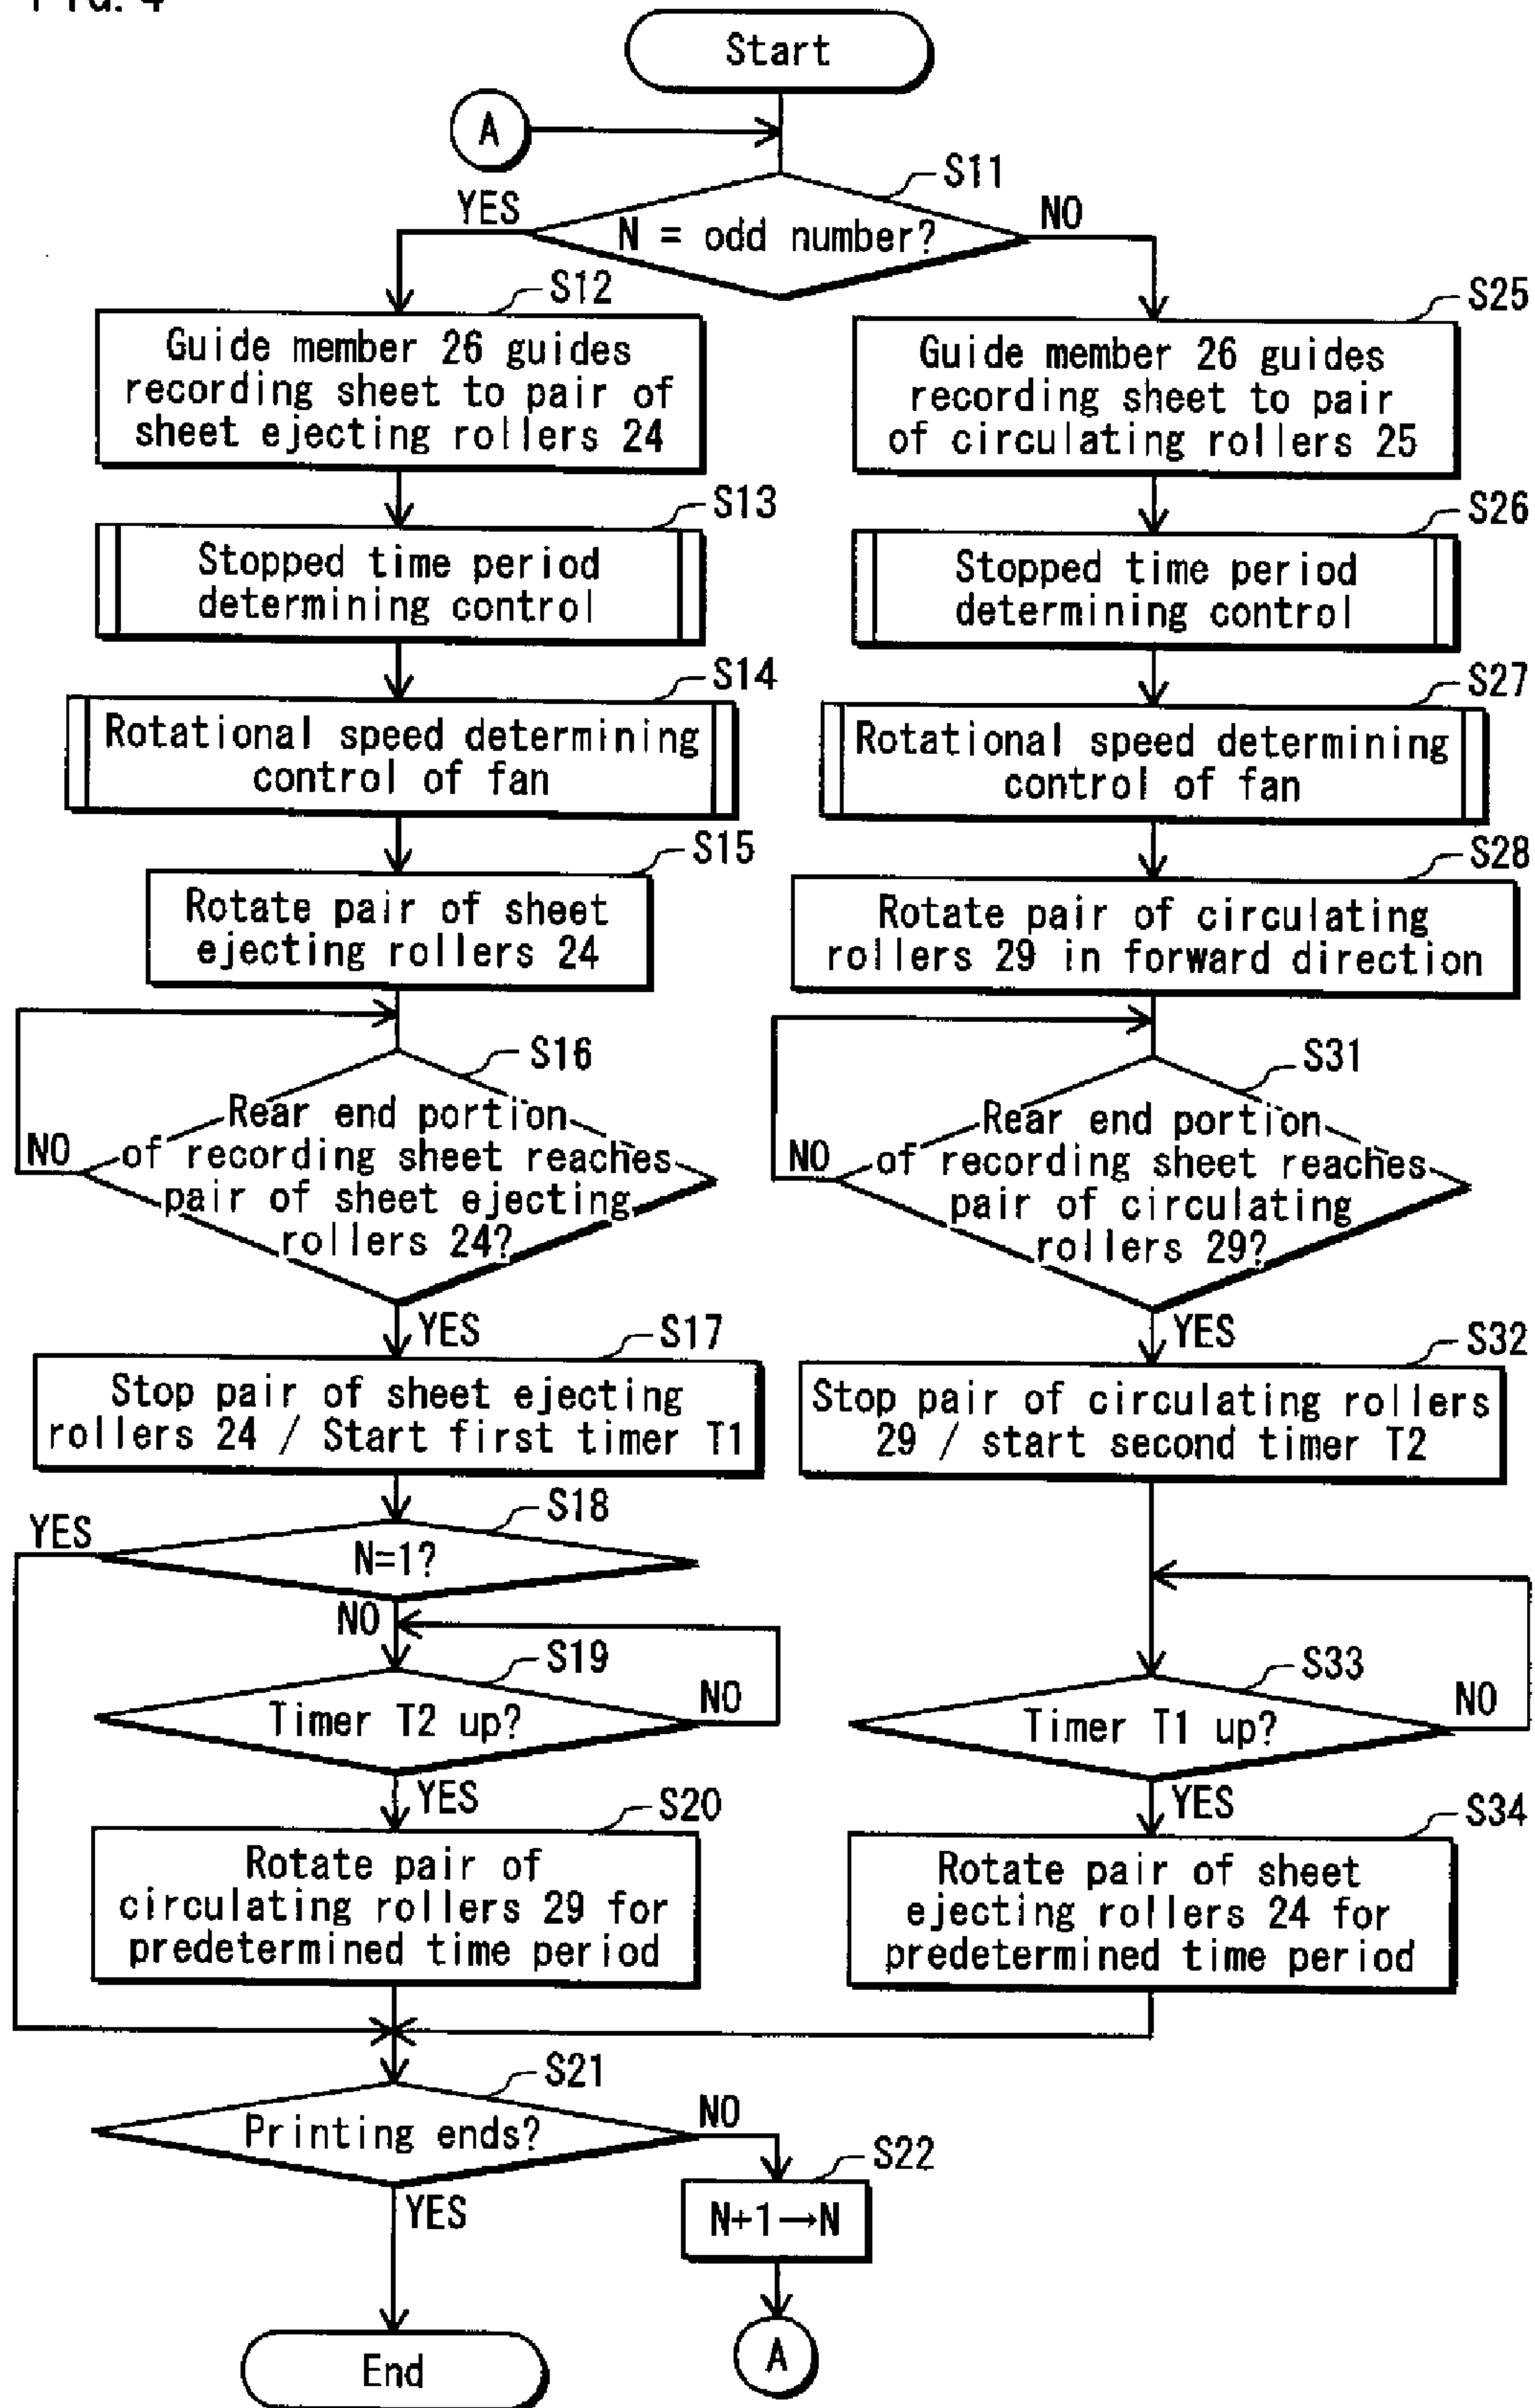 FIG. 4
Start
A
S11
YES
NO
N = odd number?
S12
Guide member 26 guides
recording sheet to pair of
sheet ejecting rollers 24
S25
Guide member 26 guides
recording sheet to pair
of circulating rollers 25
S13
Stopped time period
determining control
S26
Stopped time period
determining control
S14
Rotational speed determining
control of fan
S27
Rotational speed determining
control of fan
S15
Rotate pair of sheet
ejecting rollers 24
S28
Rotate pair of circulating
rollers 29 in forward direction
S16
Rear end portion
of recording sheet reaches
pair of sheet ejecting
rollers 24?
NO
YES
S31
Rear end portion
of recording sheet reaches
pair of circulating
rollers 29?
NO
YES
S17
Stop pair of sheet ejecting
rollers 24 / Start first timer T1
S32
Stop pair of circulating rollers
29 / start second timer T2
S18
YES
N=1?
NO
S19
Timer T2 up?
NO
YES
S33
Timer T1 up?
NO
YES
S20
Rotate pair of
circulating rollers 29 for
predetermined time period
S34
Rotate pair of sheet
ejecting rollers 24 for
predetermined time period
S21
Printing ends?
NO
YES
S22
N+1→N
End
A